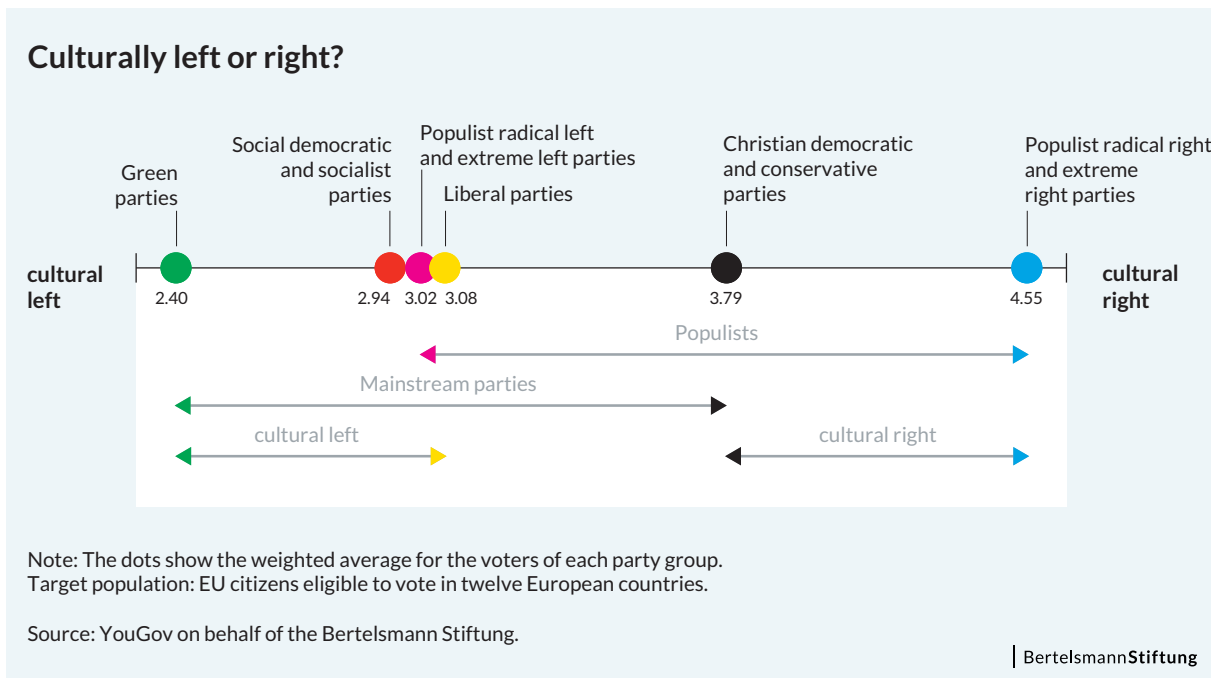 Culturally left or right?
Green
parties
Social democratic
and socialist
parties
Populist radical left
and extreme left parties
Liberal parties
Christian democratic
and conservative
parties
Populist radical right
and extreme
right parties
cultural
left
cultural
right
2.40
2.94
3.02
3.08
3.79
4.55
Populists
Mainstream parties
cultural left
cultural right
Note: The dots show the weighted average for the voters of each party group.
Target population: EU citizens eligible to vote in twelve European countries.
Source: YouGov on behalf of the Bertelsmann Stiftung.
BertelsmannStiftung